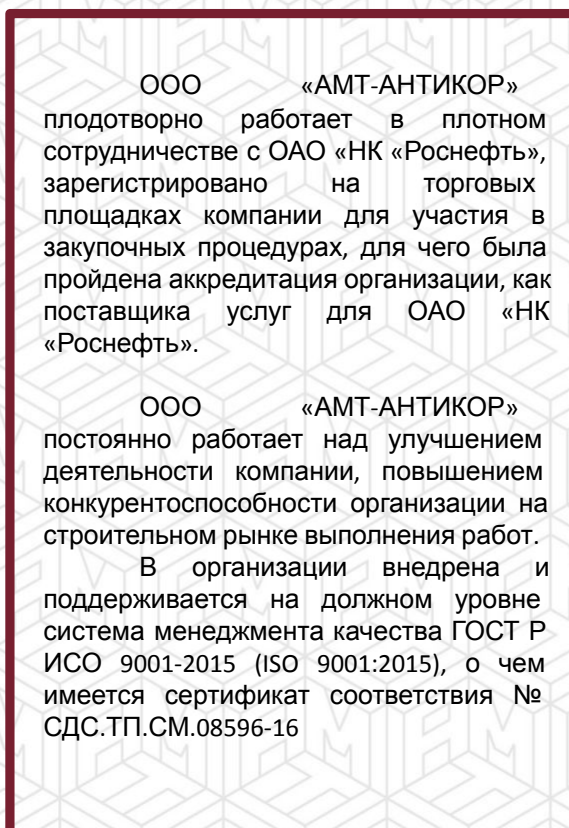 ООО «АМТ-АНТИКОР»
плодотворно работает в плотном
сотрудничестве с ОАО «НК «Роснефть»,
зарегистрировано на торговых
площадках компании для участия в
закупочных процедурах, для чего была
пройдена аккредитация организации, как
поставщика услуг для ОАО «НК
«Роснефть».
ООО «АМТ-АНТИКОР»
постоянно работает над улучшением
деятельности компании, повышением
конкурентоспособности организации на
строительном рынке выполнения работ.
В организации внедрена и
поддерживается на должном уровне
система менеджмента качества ГОСТ Р
ИСО 9001-2015 (ISO 9001:2015), о чем
имеется сертификат соответствия №
СДС.ТП.СМ.08596-16